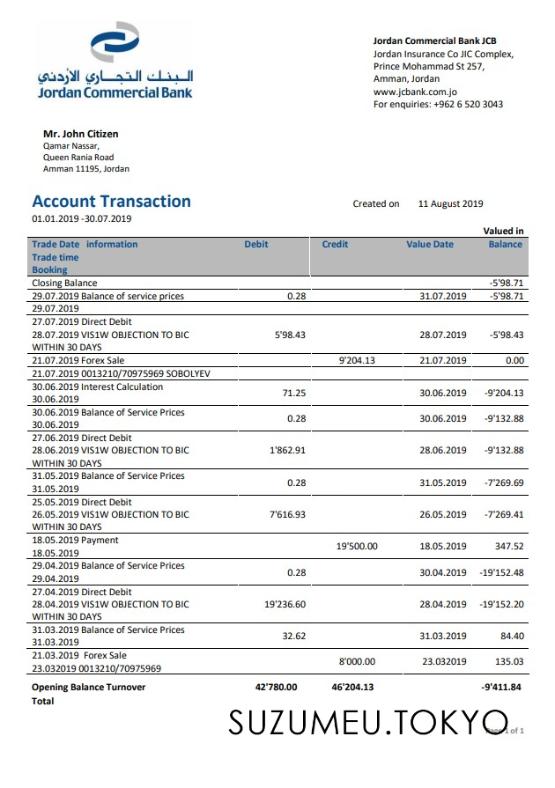 البنك التجاري الأردني
Jordan Commercial Bank
Jordan Commercial Bank JCB
Jordan Insurance Co JIC Complex,
Prince Mohammad St 257,
Amman, Jordan
www.jcbank.com.jo
For enquiries: +962 6 520 3043
Mr. John Citizen
Qamar Nassar,
Queen Rania Road
Amman 11195, Jordan
Account Transaction
Created on 11 August 2019
01.01.2019 -30.07.2019
Valued in
Trade Date information Debit Credit Value Date Balance
Trade time
Booking
Closing Balance -5'98.71
29.07.2019 Balance of service prices 0.28 31.07.2019 -5'98.71
29.07.2019
27.07.2019 Direct Debit
28.07.2019 VIS1W OBJECTION TO BIC 5'98.43 28.07.2019 -5'98.43
WITHIN 30 DAYS
21.07.2019 Forex Sale 9'204.13 21.07.2019 0.00
21.07.2019 0013210/70975969 SOBOLYEV
30.06.2019 Interest Calculation 71.25 30.06.2019 -9'204.13
30.06.2019
30.06.2019 Balance of Service Prices 0.28 30.06.2019 -9'132.88
30.06.2019
27.06.2019 Direct Debit
28.06.2019 VIS1W OBJECTION TO BIC 1'862.91 28.06.2019 -9'132.88
WITHIN 30 DAYS
31.05.2019 Balance of Service Prices 0.28 31.05.2019 -7'269.69
31.05.2019
25.05.2019 Direct Debit
26.05.2019 VIS1W OBJECTION TO BIC 7'616.93 26.05.2019 -7'269.41
WITHIN 30 DAYS
18.05.2019 Payment 19'500.00 18.05.2019 347.52
18.05.2019
29.04.2019 Balance of Service Prices 0.28 30.04.2019 -19'152.48
29.04.2019
27.04.2019 Direct Debit
28.04.2019 VIS1W OBJECTION TO BIC 19'236.60 28.04.2019 -19'152.20
WITHIN 30 DAYS
31.03.2019 Balance of Service Prices 32.62 31.03.2019 84.40
31.03.2019
21.03.2019 Forex Sale 8'000.00 23.032019 135.03
23.032019 0013210/70975969
Opening Balance Turnover 42'780.00 46'204.13 -9'411.84
Total
SUZUMEU.TOKYO
Page 1 of 1